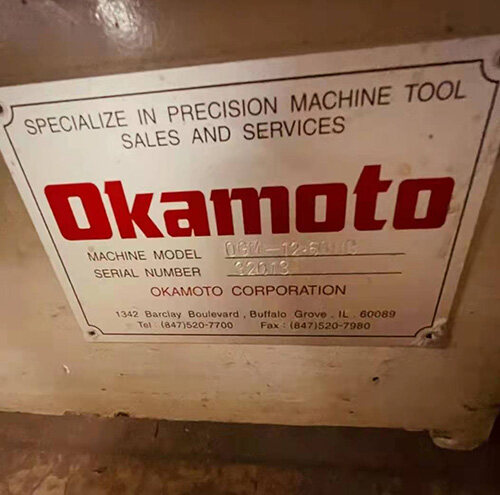 SPECIALIZE IN PRECISION MACHINE TOOL
SALES AND SERVICES
Okamoto
MACHINE MODEL
SERIAL NUMBER 32013
OKAMOTO CORPORATION
1342 Barclay Boulevard , Buffalo Grove , IL . 60089
Tel : (847)520-7700 Fax : (847)520-7980